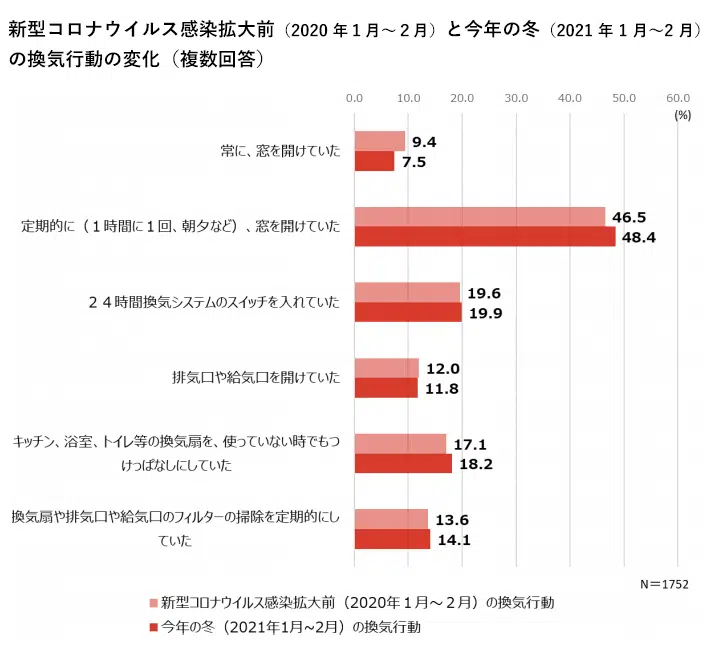 新型コロナウイルス感染拡大前（2020 年１月～２月）と今年の冬（2021 年 1 月～2 月）
の換気行動の変化（複数回答）
0.0 10.0 20.0 30.0 40.0 50.0 60.0
(%)
常に、窓を開けていた
9.4
7.5
定期的に（１時間に１回、朝夕など）、窓を開けていた
46.5
48.4
２４時間換気システムのスイッチを入れていた
19.6
19.9
排気口や給気口を開けていた
12.0
11.8
キッチン、浴室、トイレ等の換気扇を、使っていない時でもつ
けっぱなしにしていた
17.1
18.2
換気扇や排気口や給気口のフィルターの掃除を定期的にし
ていた
13.6
14.1
N＝1752
新型コロナウイルス感染拡大前（2020年１月～２月）の換気行動
今年の冬（2021年1月~2月）の換気行動